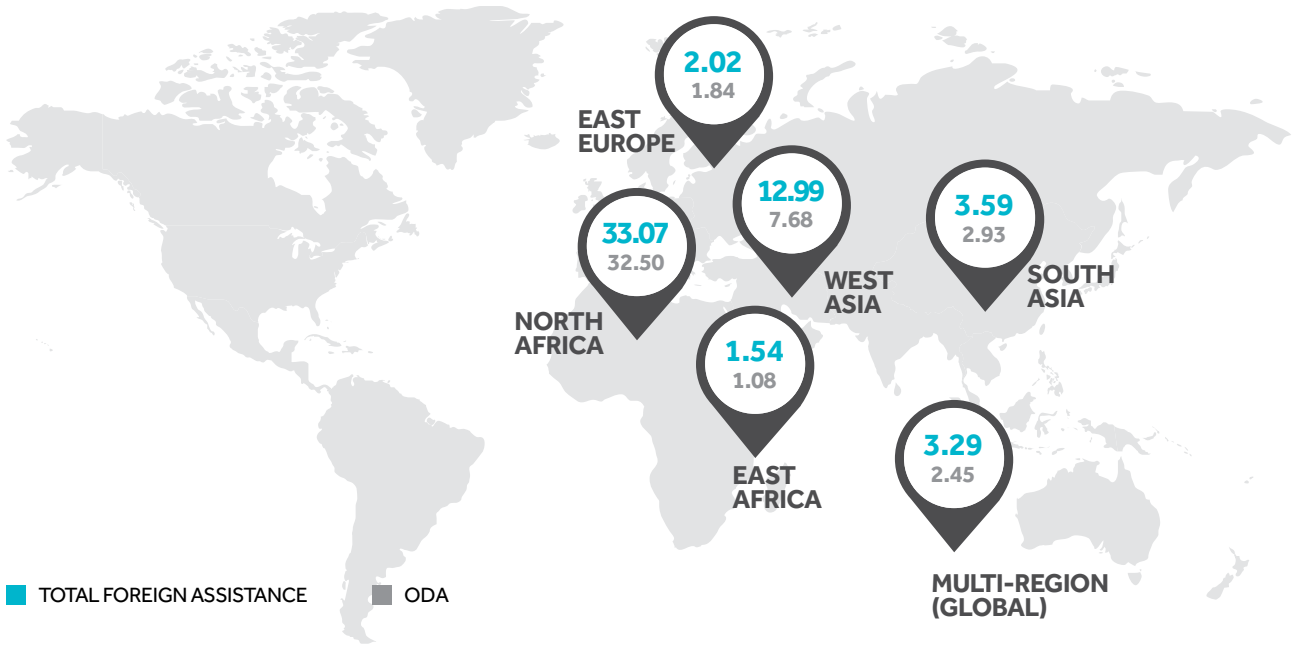 2.02
1.84
EAST
EUROPE
12.99
7.68
WEST
ASIA
3.59
2.93
SOUTH
ASIA
33.07
32.50
NORTH
AFRICA
1.54
1.08
EAST
AFRICA
3.29
2.45
MULTI-REGION
(GLOBAL)
TOTAL FOREIGN ASSISTANCE
ODA